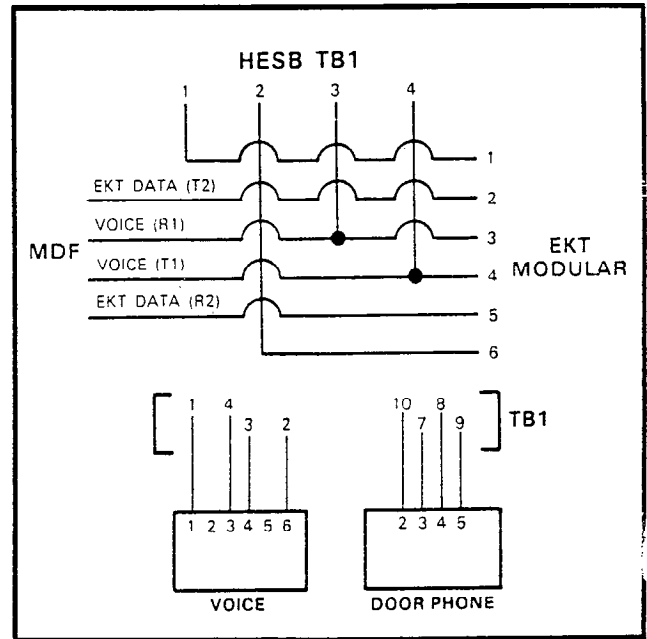 HESB TB1
1 2 3 4
1
EKT DATA (T2) 2
VOICE (R1) 3
MDF EKT
VOICE (T1) 4 MODULAR
EKT DATA (R2) 5
6
1 4 3 2
10 7 8 9 TB1
1 2 3 4 5 6
2 3 4 5
VOICE
DOOR PHONE